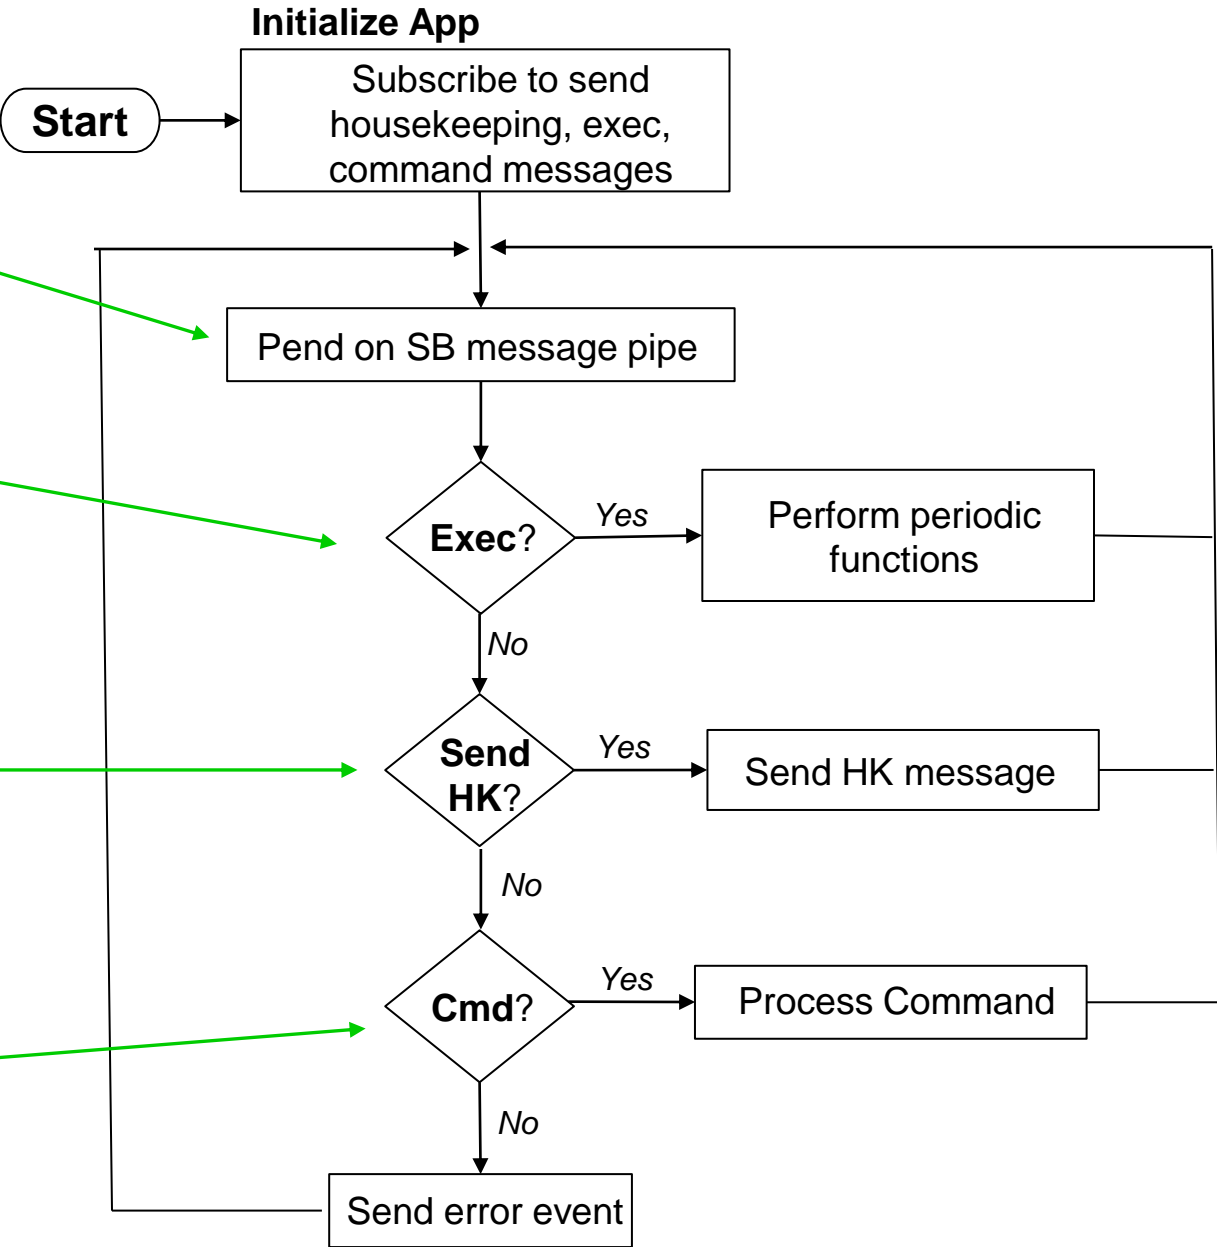 Initialize App
Start
Subscribe to send
housekeeping, exec,
command messages
Pend on SB message pipe
Exec?
Yes
Perform periodic
functions
No
Send
HK?
Yes
Send HK message
No
Cmd?
Yes
Process Command
No
Send error event